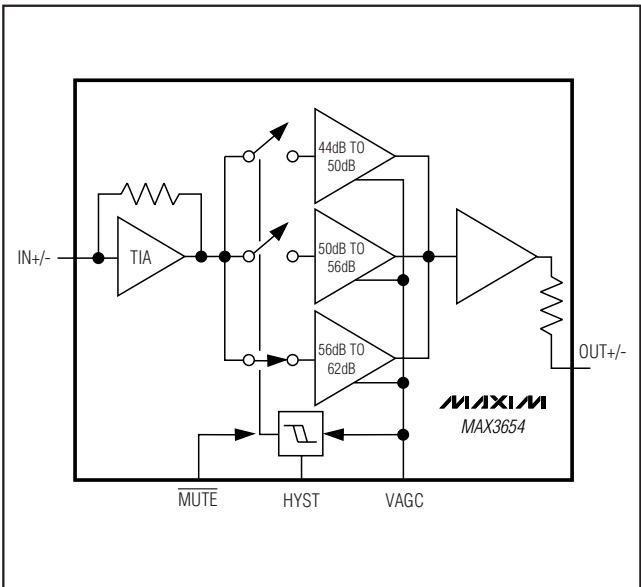 44dB TO
50dB
IN+/-
TIA
50dB TO
56dB
56dB TO
62dB
OUT+/-
MAXIM
MAX3654
MUTE
HYST
VAGC